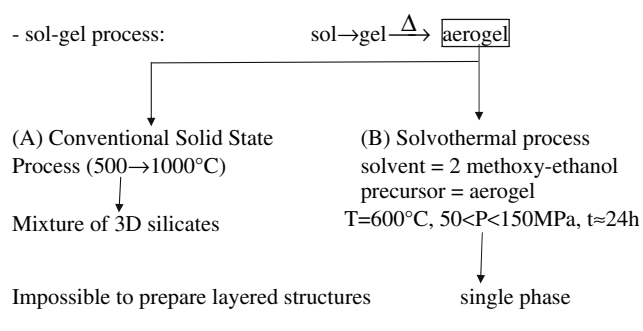 - sol-gel process: sol→gel —Δ→ aerogel
(A) Conventional Solid State
Process (500→1000°C)
Mixture of 3D silicates
Impossible to prepare layered structures
(B) Solvothermal process
solvent = 2 methoxy-ethanol
precursor = aerogel
T=600°C, 50<P<150MPa, t≈24h
single phase